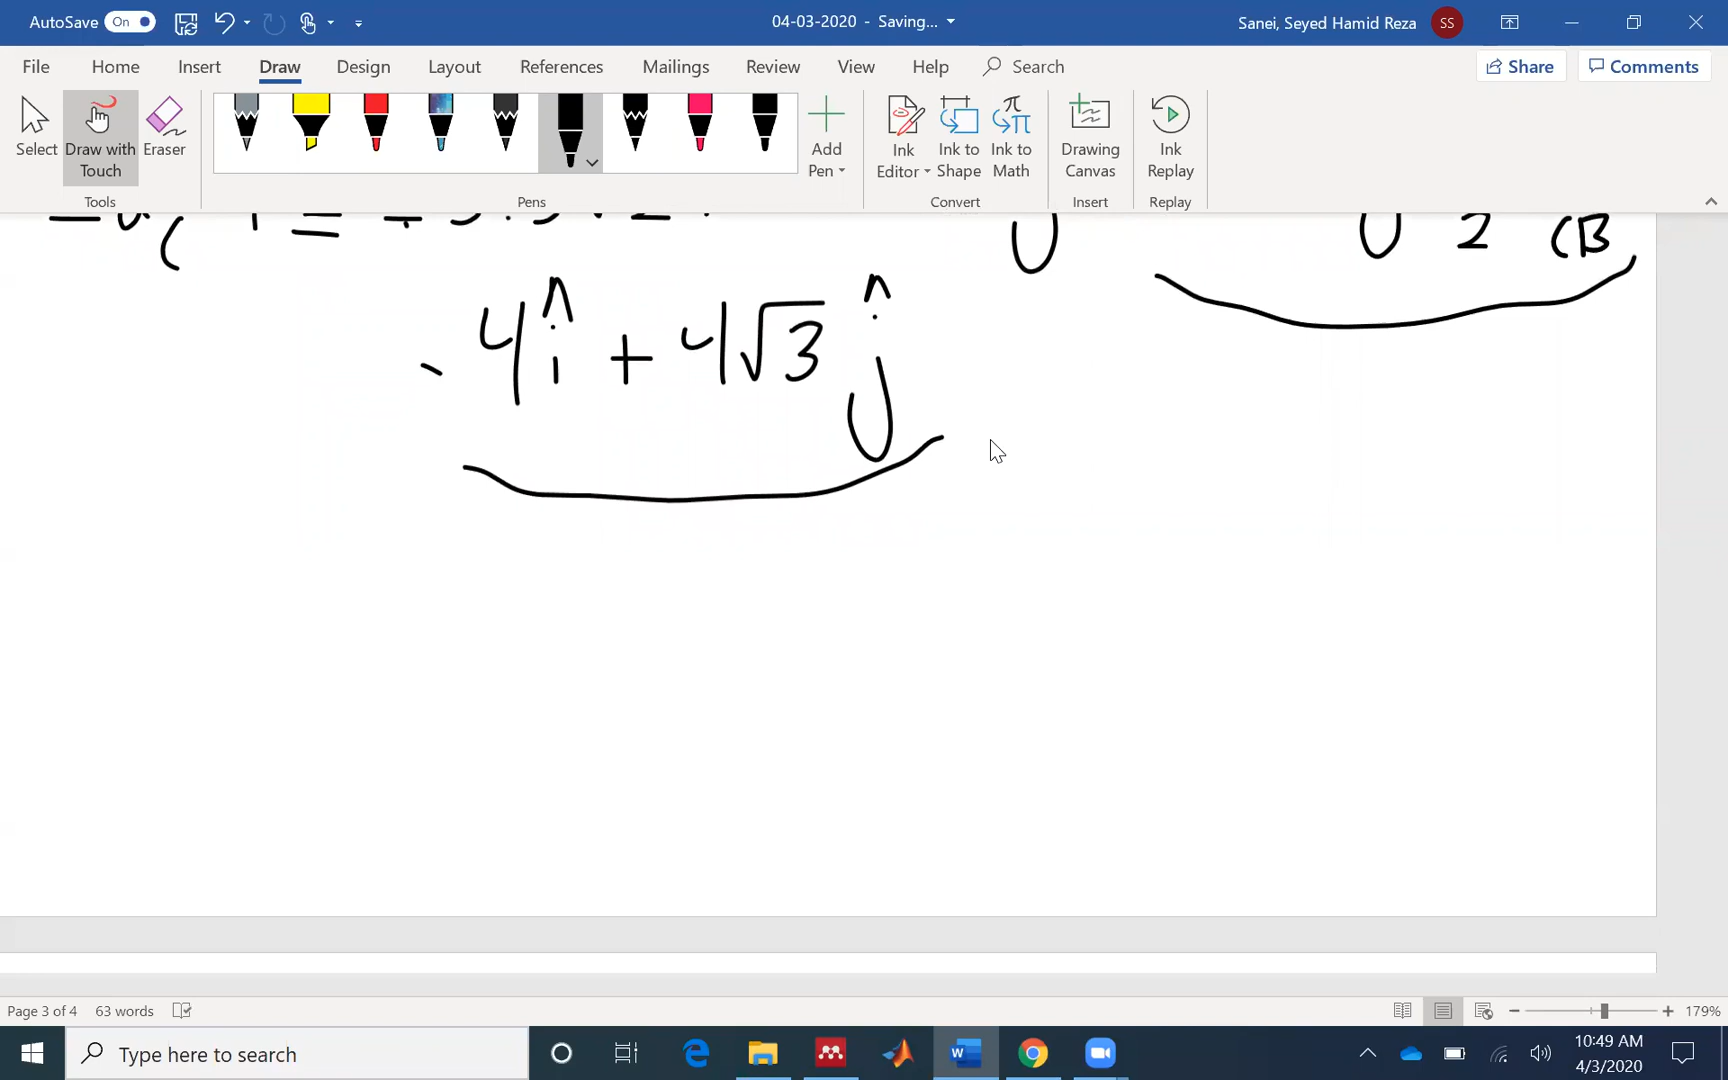 AutoSave On 04-03-2020 - Saving... Sanei, Seyed Hamid Reza SS
File Home Insert Draw Design Layout References Mailings Review View Help Search Share Comments
Select Draw with Touch Eraser Add Pen Ink Editor Ink to Shape Ink to Math Drawing Canvas Ink Replay
Tools Pens Convert Insert Replay
2 CB
- 4î + 4√3 ĵ
Page 3 of 4 63 words 179%
Type here to search 10:49 AM
4/3/2020